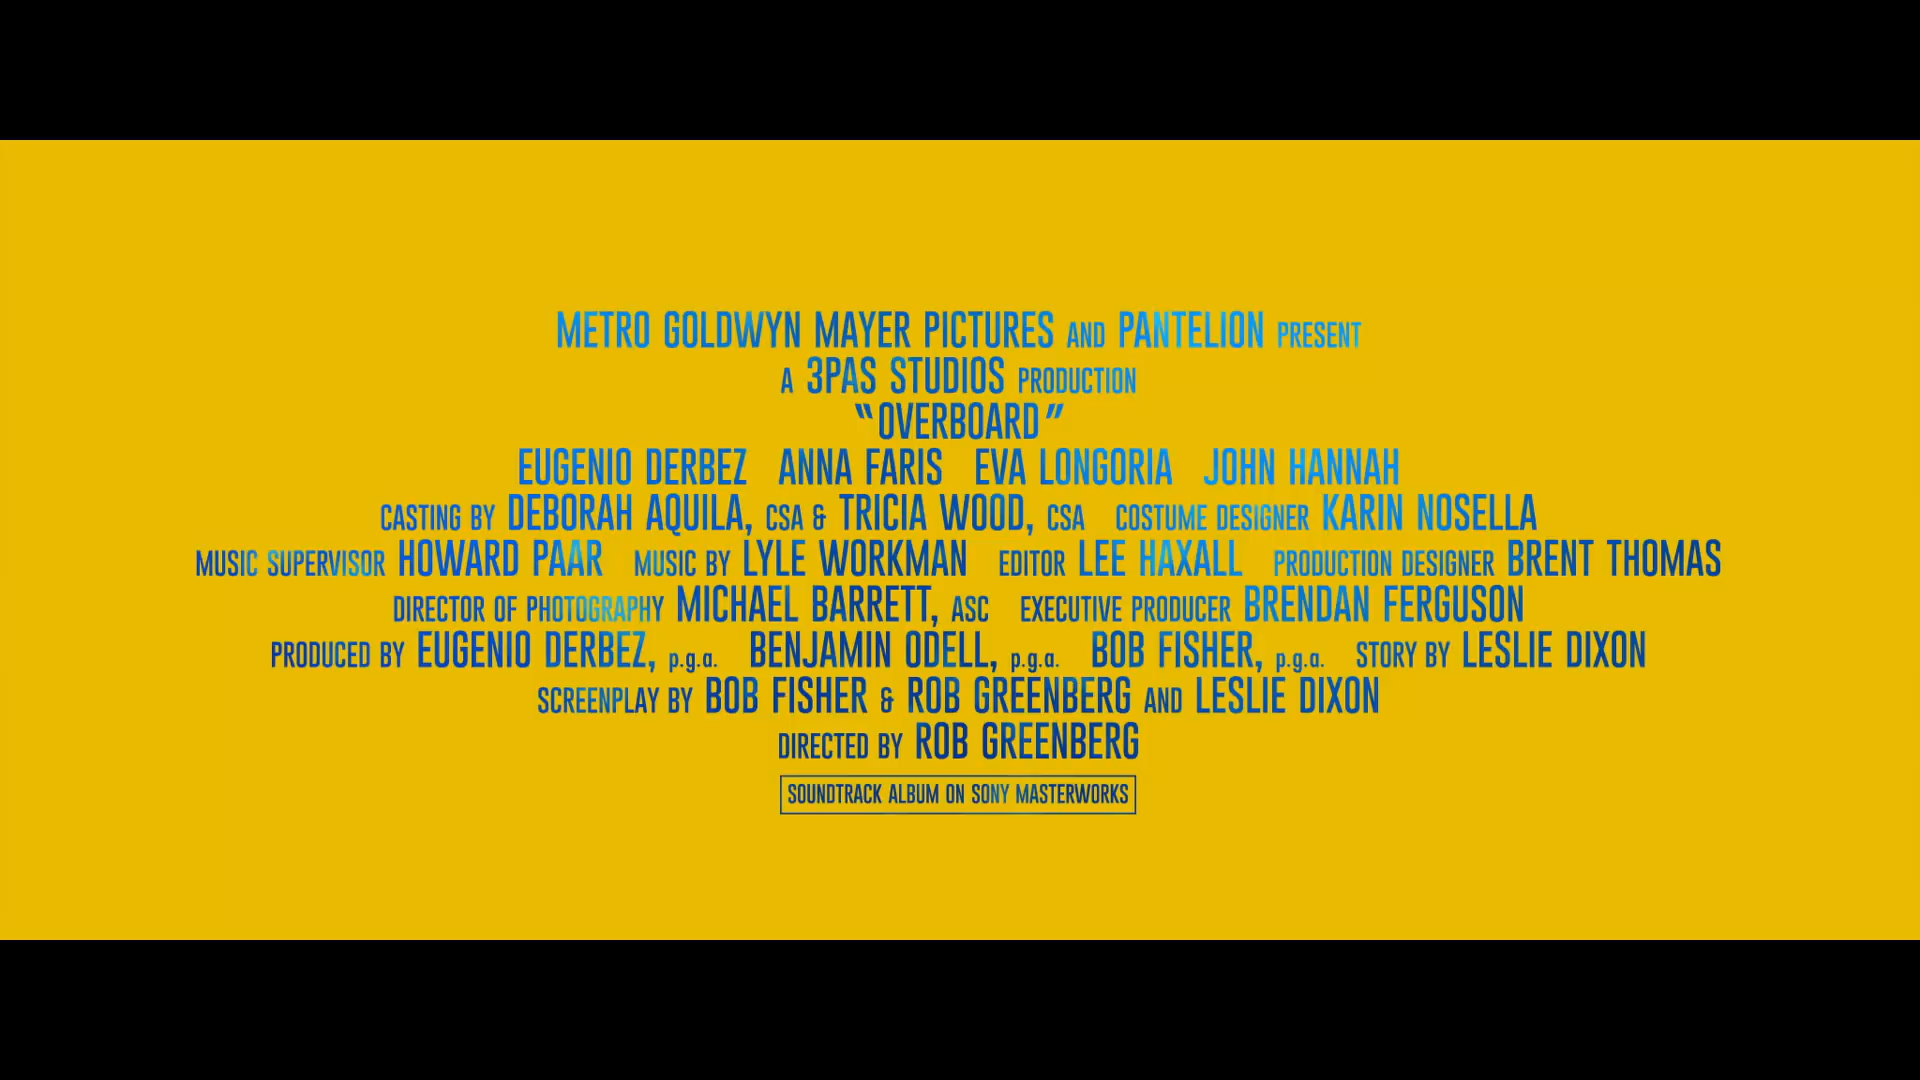 METRO GOLDWYN MAYER PICTURES AND PANTELION PRESENT
A 3PAS STUDIOS PRODUCTION
“OVERBOARD”
EUGENIO DERBEZ ANNA FARIS EVA LONGORIA JOHN HANNAH
CASTING BY DEBORAH AQUILA, CSA & TRICIA WOOD, CSA COSTUME DESIGNER KARIN NOSELLA
MUSIC SUPERVISOR HOWARD PAAR MUSIC BY LYLE WORKMAN EDITOR LEE HAXALL PRODUCTION DESIGNER BRENT THOMAS
DIRECTOR OF PHOTOGRAPHY MICHAEL BARRETT, ASC EXECUTIVE PRODUCER BRENDAN FERGUSON
PRODUCED BY EUGENIO DERBEZ, p.g.a. BENJAMIN ODELL, p.g.a. BOB FISHER, p.g.a. STORY BY LESLIE DIXON
SCREENPLAY BY BOB FISHER & ROB GREENBERG AND LESLIE DIXON
DIRECTED BY ROB GREENBERG
SOUNDTRACK ALBUM ON SONY MASTERWORKS